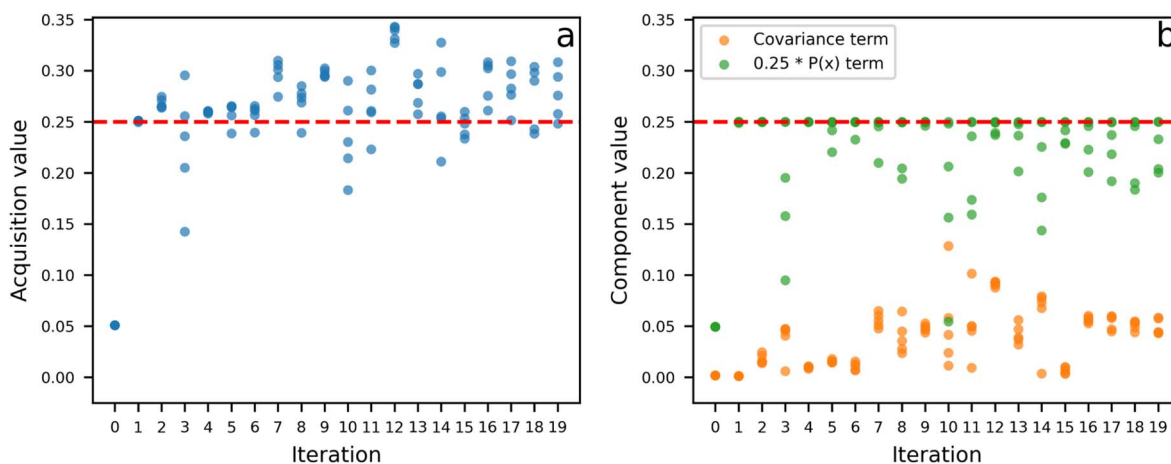 a
Acquisition value
0.35
0.30
0.25
0.20
0.15
0.10
0.05
0.00
0 1 2 3 4 5 6 7 8 9 10 11 12 13 14 15 16 17 18 19
Iteration
b
Covariance term
0.25 * P(x) term
Component value
0.35
0.30
0.25
0.20
0.15
0.10
0.05
0.00
0 1 2 3 4 5 6 7 8 9 10 11 12 13 14 15 16 17 18 19
Iteration